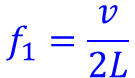 f₁ = v / 2L